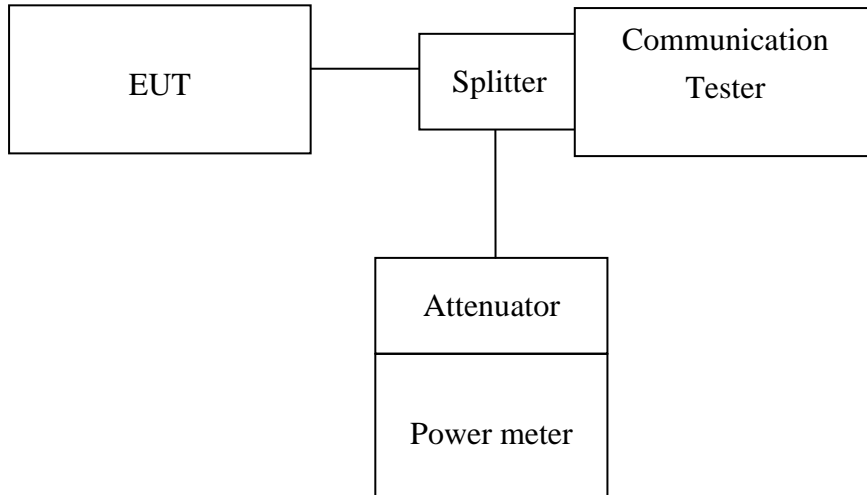 EUT
Splitter
Communication
Tester
Attenuator
Power meter